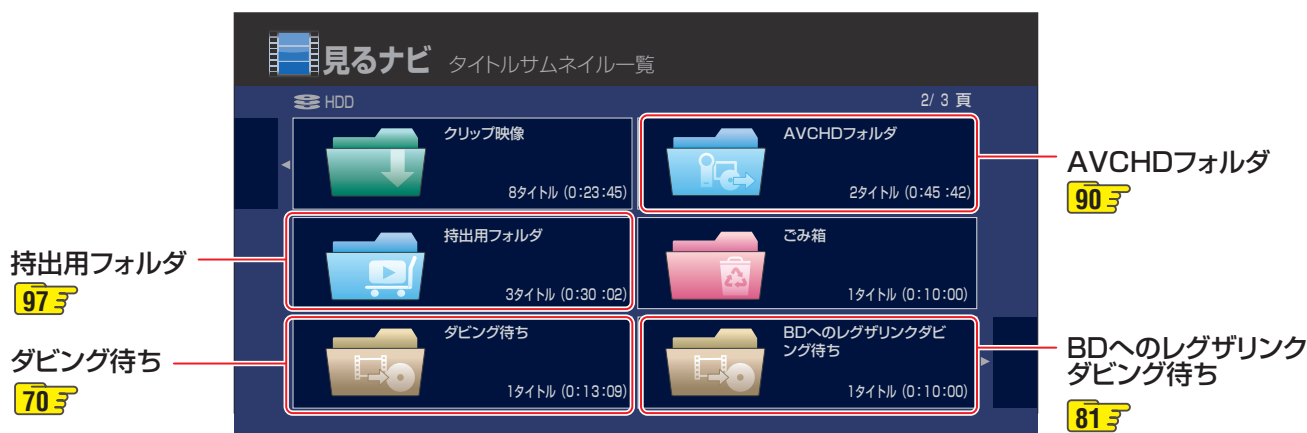 見るナビ タイトルサムネイル一覧
HDD
2/ 3 頁
クリップ映像
8タイトル (0:23:45)
AVCHDフォルダ
2タイトル (0:45 :42)
AVCHDフォルダ
90
持出用フォルダ
3タイトル (0:30 :02)
ごみ箱
1タイトル (0:10:00)
持出用フォルダ
97
ダビング待ち
1タイトル (0:13:09)
BDへのレグザリンクダビ
ング待ち
1タイトル (0:10:00)
ダビング待ち
70
BDへのレグザリンク
ダビング待ち
81